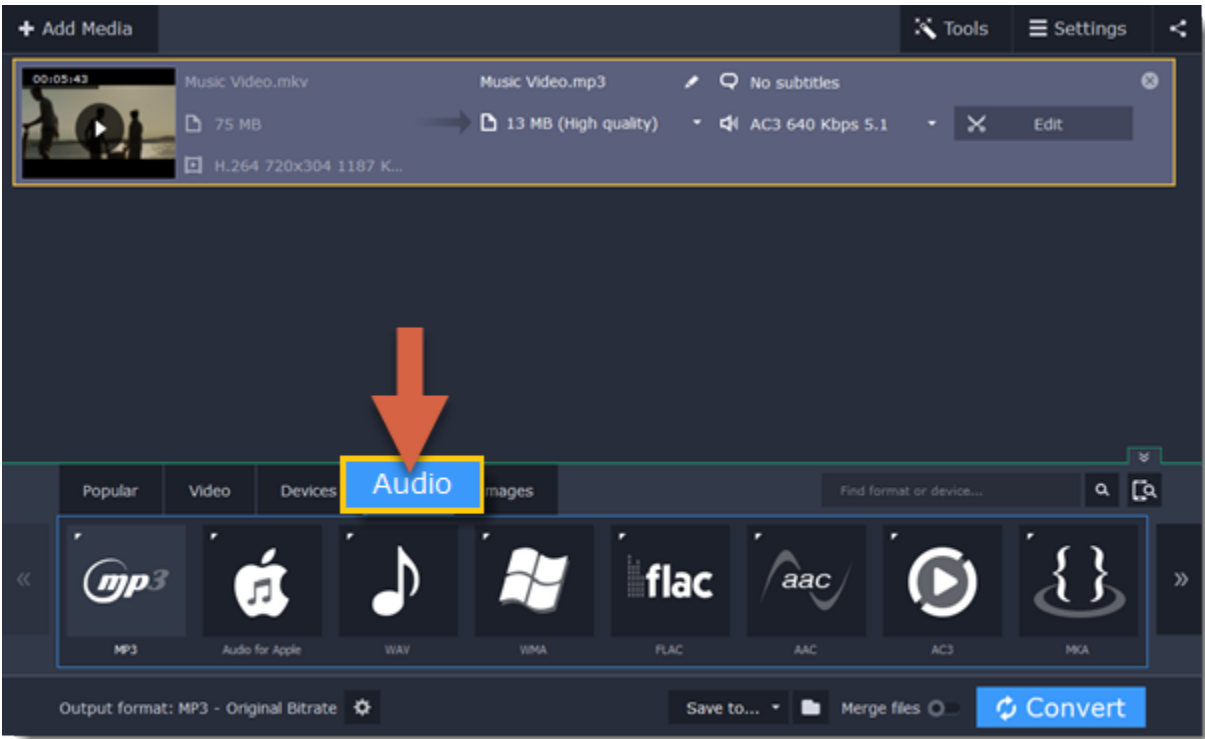 Add Media
Tools
Settings
00:05:43
Music Video.mkv
Music Video.mp3
No subtitles
75 MB
13 MB (High quality)
AC3 640 Kbps 5.1
Edit
H.264 720x304 1187 K...
Popular
Video
Devices
Audio
mages
Find format or device...
mp3
flac
aac
{ }
MP3
Audio for Apple
WAV
WMA
FLAC
AAC
AC3
MKA
Output format: MP3 - Original Bitrate
Save to...
Merge files
Convert